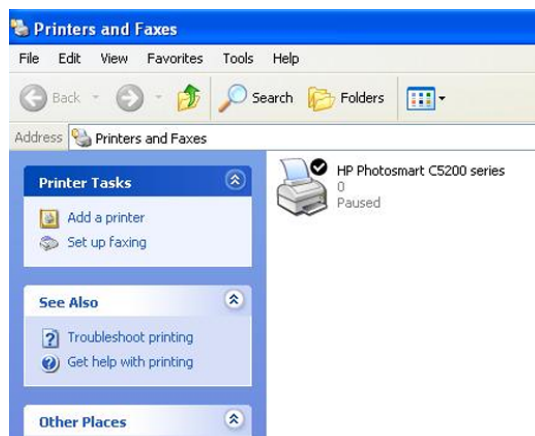 Printers and Faxes
File Edit View Favorites Tools Help
Back Search Folders
Address Printers and Faxes
Printer Tasks
Add a printer
Set up faxing
See Also
Troubleshoot printing
Get help with printing
Other Places
HP Photosmart C5200 series
0
Paused